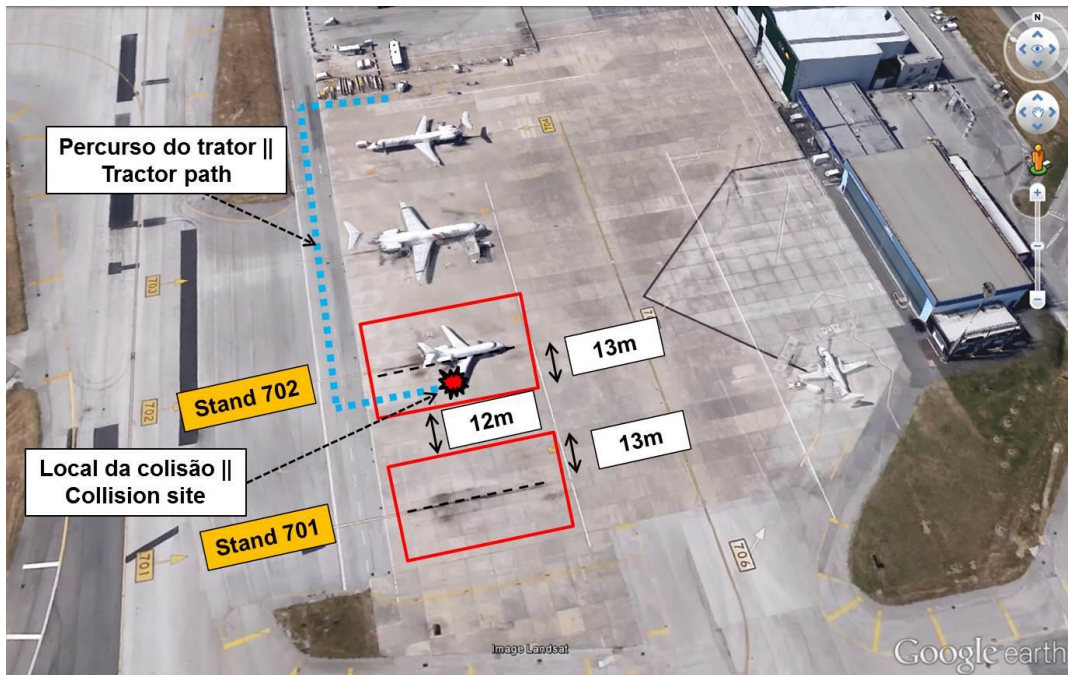 N
704
Percurso do trator ||
Tractor path
703
13m
Stand 702
702
12m
13m
Local da colisão ||
Collision site
Stand 701
701
706
Image Landsat
Google earth